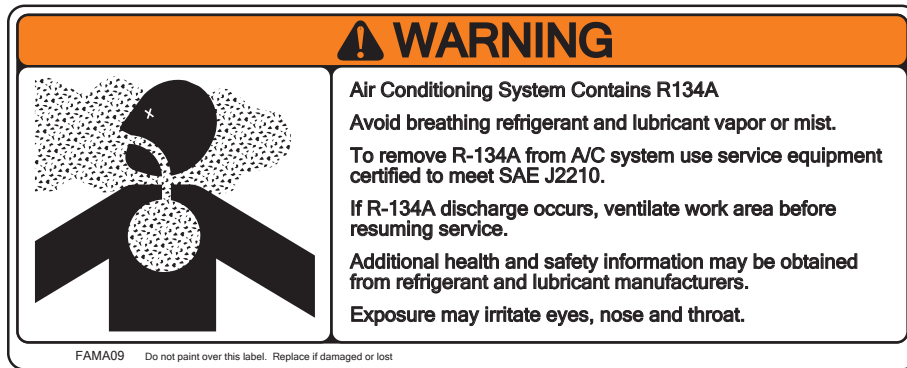 WARNING
Air Conditioning System Contains R134A
Avoid breathing refrigerant and lubricant vapor or mist.
To remove R-134A from A/C system use service equipment
certified to meet SAE J2210.
If R-134A discharge occurs, ventilate work area before
resuming service.
Additional health and safety information may be obtained
from refrigerant and lubricant manufacturers.
Exposure may irritate eyes, nose and throat.
FAMA09 Do not paint over this label. Replace if damaged or lost